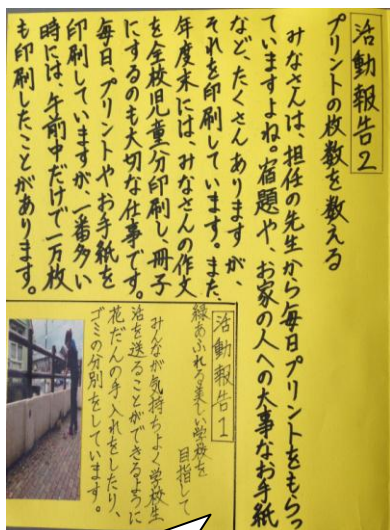 活動報告2
プリントの枚数を数える
みなさんは、担任の先生から毎日プリントをもらっ
ていますよね。宿題や、お家の人への大事なお手紙
など、たくさんありますが、
それを印刷しています。また、
年度末には、みなさんの作文
を全校児童分印刷し、冊子
にするのも大切な仕事です。
毎日、プリントやお手紙を
印刷していますが、一番多い
時には、午前中だけで一万枚
も印刷したことがあります。
活動報告1
緑あふれる美しい学校を
目指して
みんなが気持ちよく学校生
活を送ることができるように
花だんの手入れをしたり、
ゴミの分別をしています。